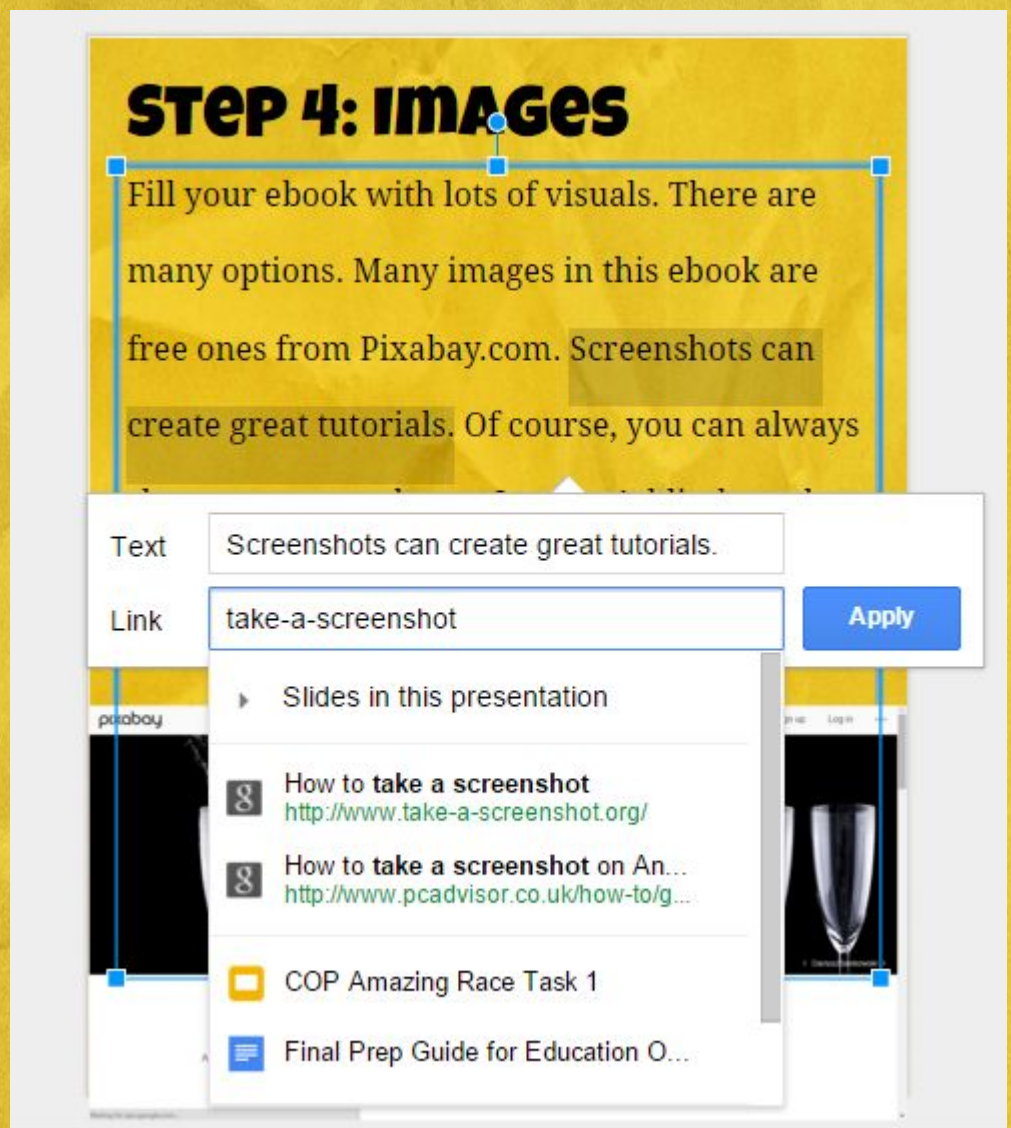 Step 4: Images
Fill your ebook with lots of visuals. There are
many options. Many images in this ebook are
free ones from Pixabay.com. Screenshots can
create great tutorials. Of course, you can always
Text
Screenshots can create great tutorials.
Link
take-a-screenshot
Apply
Slides in this presentation
pixabay
Log in
How to take a screenshot
http://www.take-a-screenshot.org/
How to take a screenshot on An...
http://www.pcadvisor.co.uk/how-to/g...
COP Amazing Race Task 1
Final Prep Guide for Education O...